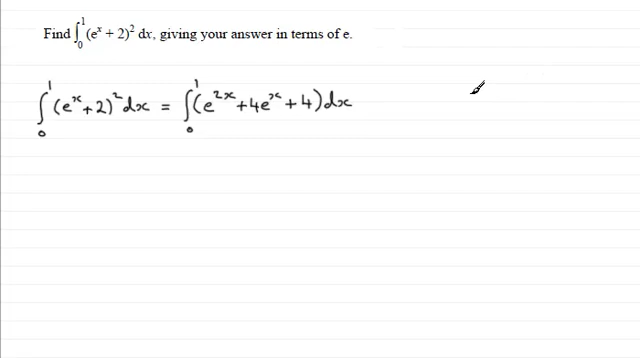 Find ∫₀¹ (eˣ + 2)² dx, giving your answer in terms of e.
∫₀¹ (eˣ + 2)² dx = ∫₀¹ (e²ˣ + 4eˣ + 4) dx